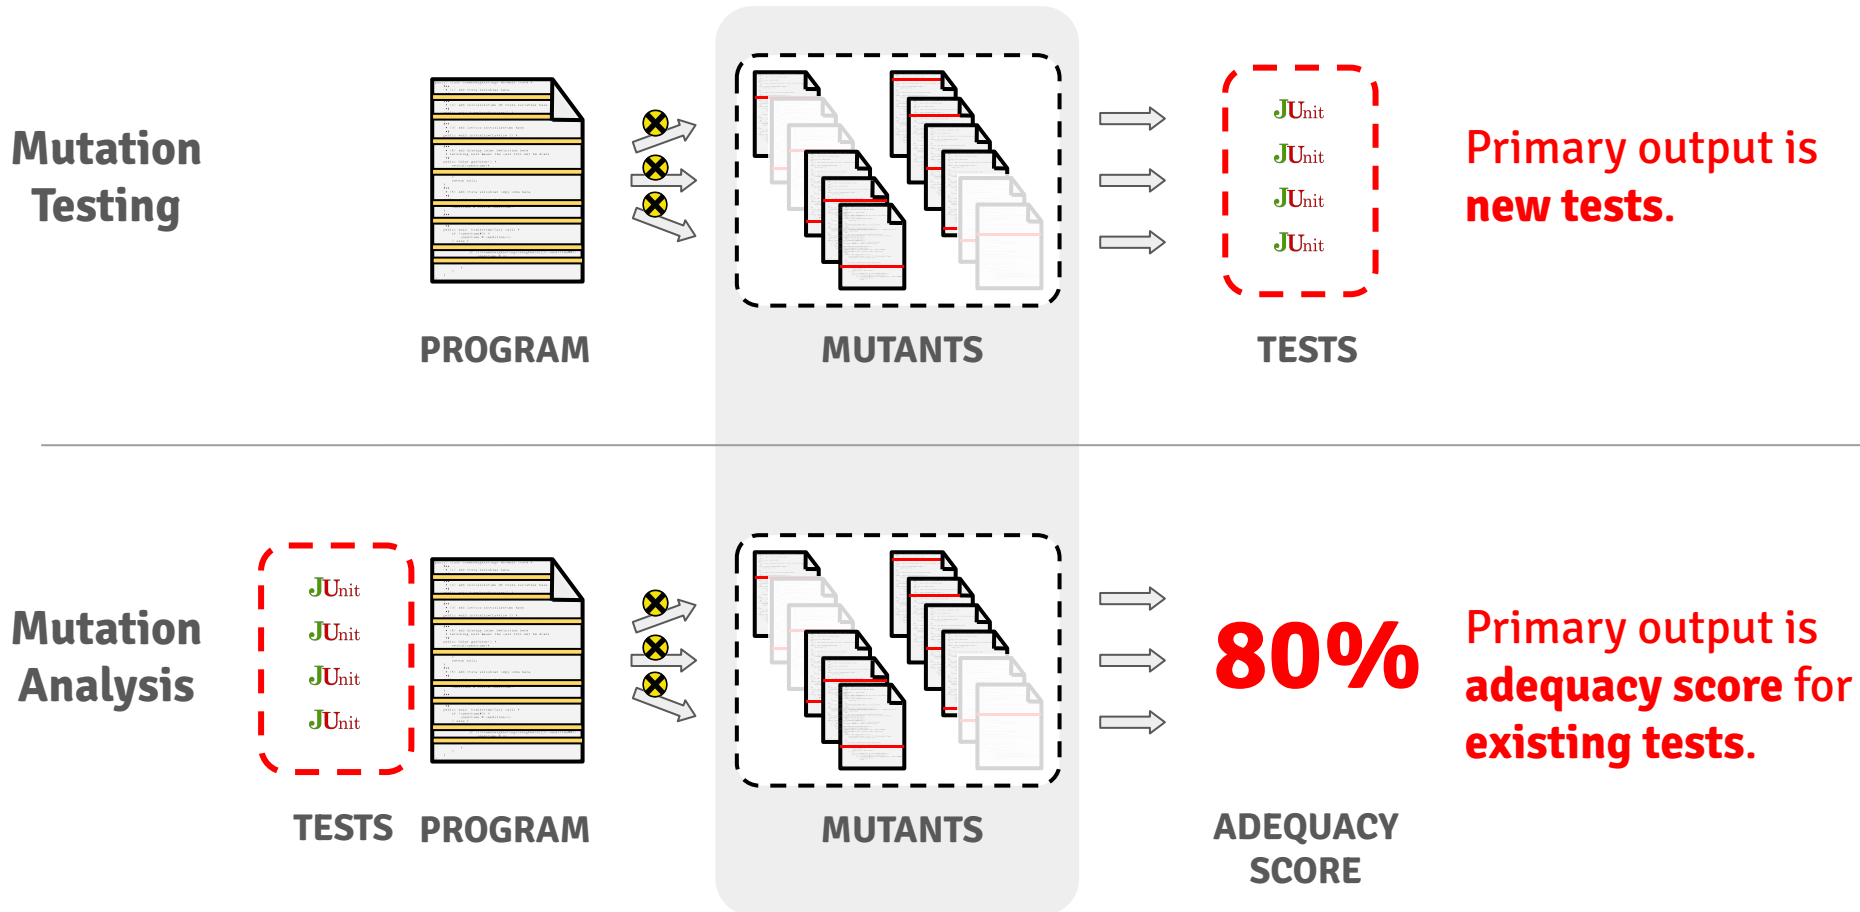 Mutation
Testing
PROGRAM
MUTANTS
JUnit
JUnit
JUnit
JUnit
TESTS
Primary output is
new tests.
Mutation
Analysis
JUnit
JUnit
JUnit
JUnit
TESTS
PROGRAM
MUTANTS
80%
ADEQUACY
SCORE
Primary output is
adequacy score for
existing tests.